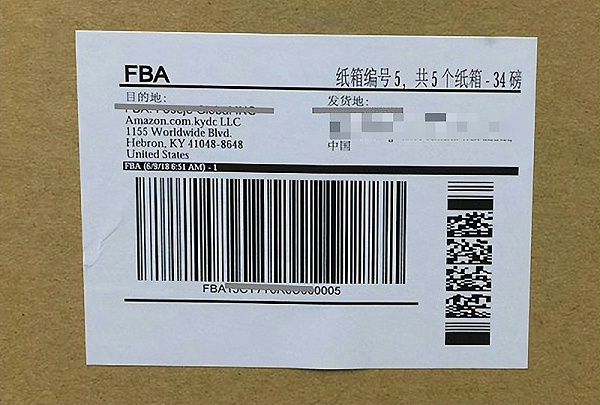 FBA
纸箱编号 5，共 5 个纸箱 - 34 磅
目的地:
发货地:
Amazon.com.kydc LLC
1155 Worldwide Blvd.
Hebron, KY 41048-8648
United States
中国
FBA (6/9/18 6:51 AM) - 1